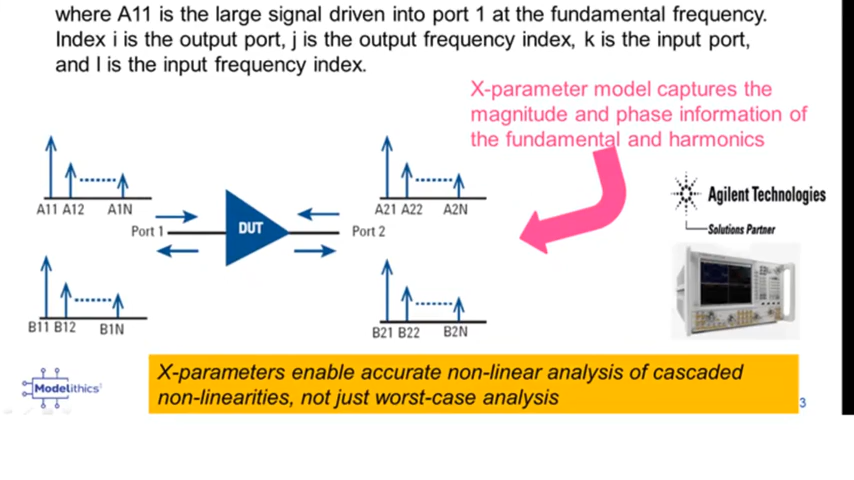 where A11 is the large signal driven into port 1 at the fundamental frequency.
Index i is the output port, j is the output frequency index, k is the input port,
and l is the input frequency index.
X-parameter model captures the
magnitude and phase information of
the fundamental and harmonics
A11 A12 A1N
A21 A22 A2N
Agilent Technologies
Solutions Partner
Port 1
DUT
Port 2
B11 B12 B1N
B21 B22 B2N
X-parameters enable accurate non-linear analysis of cascaded
non-linearities, not just worst-case analysis
Modelithics
3